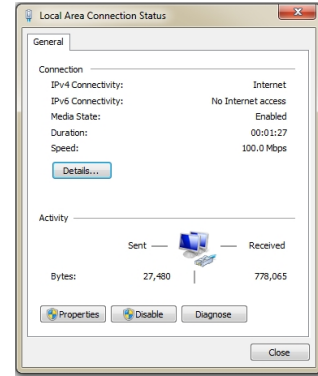 Local Area Connection Status
General
Connection
IPv4 Connectivity: Internet
IPv6 Connectivity: No Internet access
Media State: Enabled
Duration: 00:01:27
Speed: 100.0 Mbps
Details...
Activity
Sent Received
Bytes: 27,480 778,065
Properties Disable Diagnose
Close